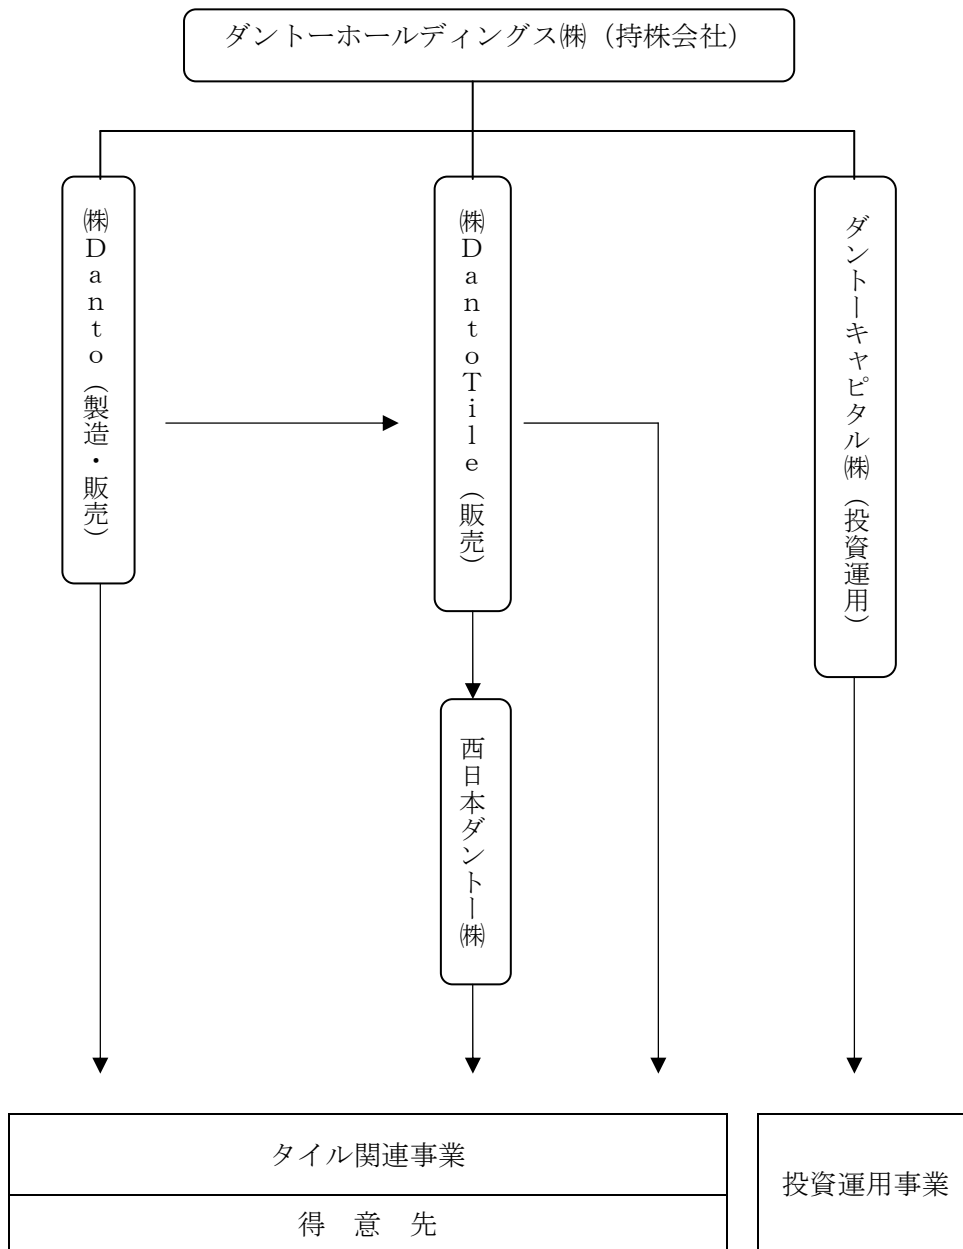 ダントーホールディングス㈱（持株会社）
㈱Ｄａｎｔｏ（製造・販売）
㈱ＤａｎｔｏＴｉｌｅ（販売）
ダントーキャピタル㈱（投資運用）
西日本ダントー㈱
タイル関連事業
得　意　先
投資運用事業